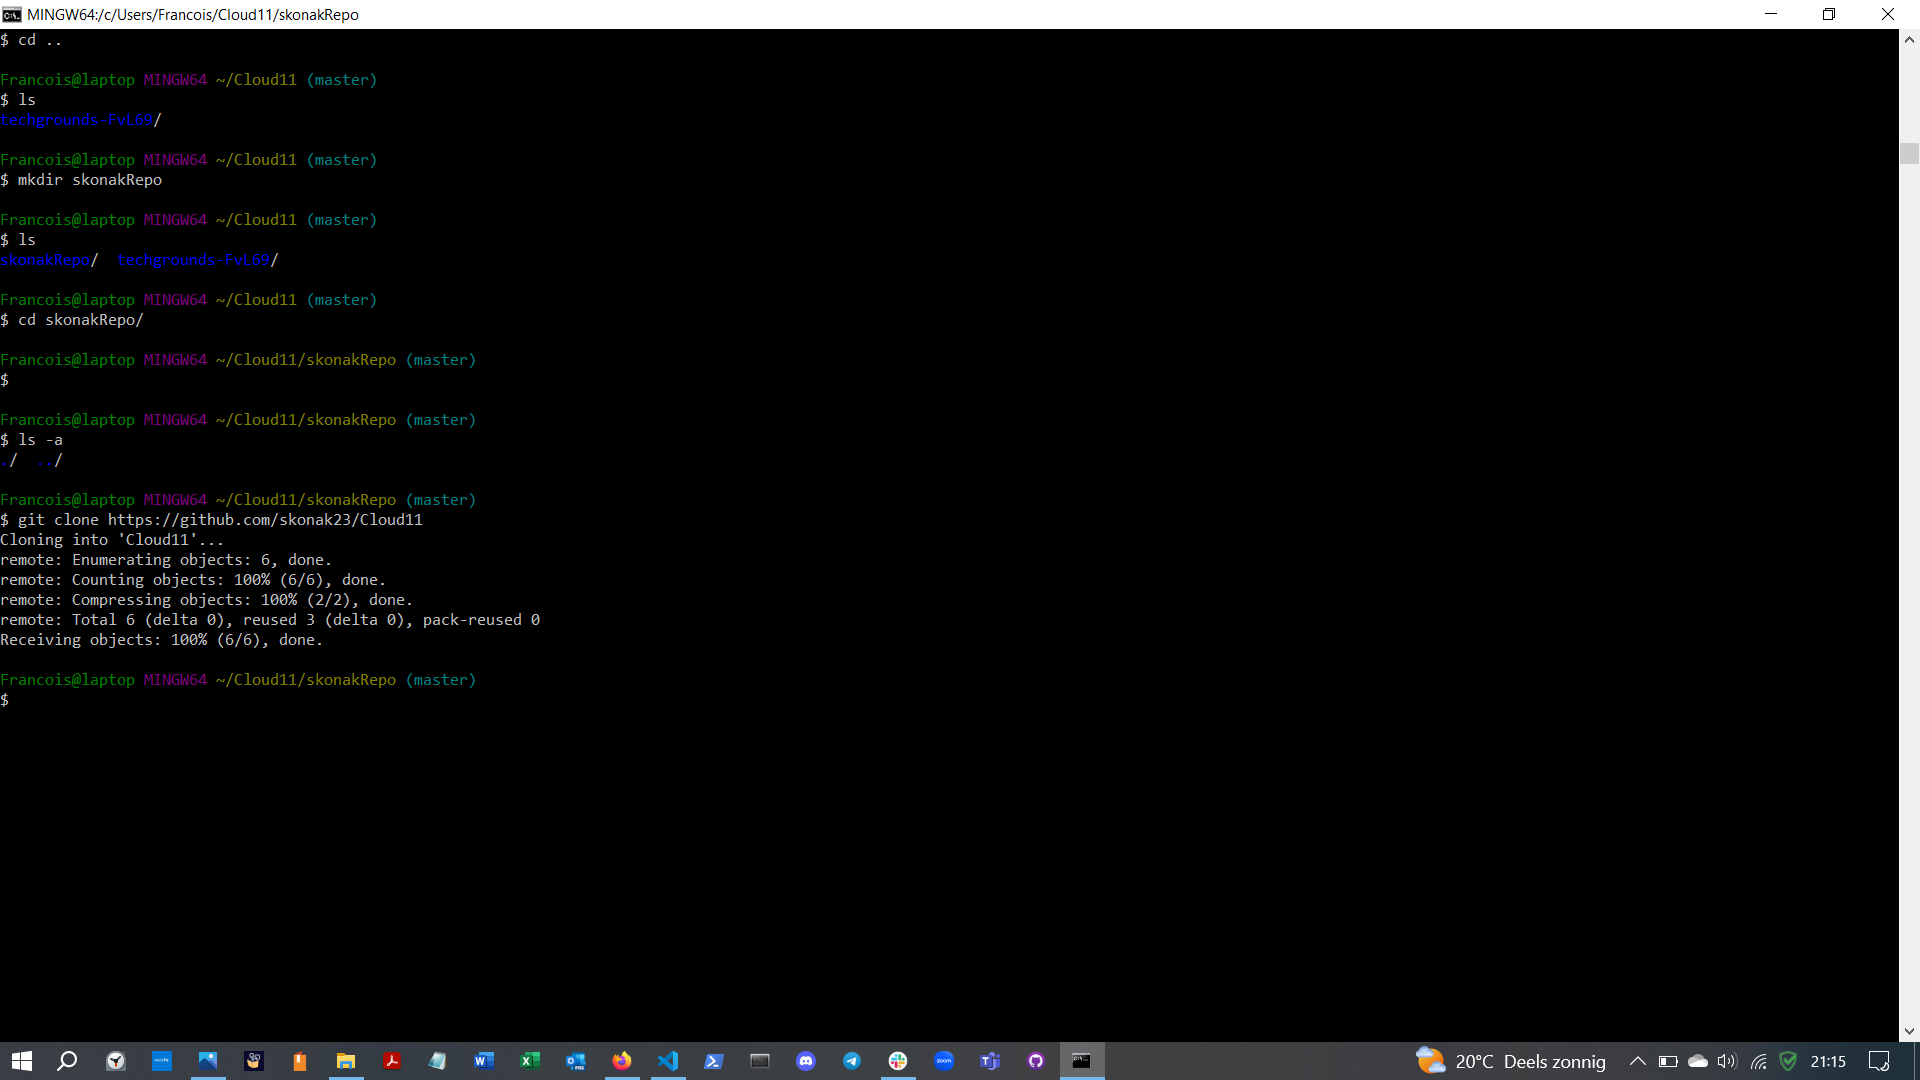 MINGW64:/c/Users/Francois/Cloud11/skonakRepo
$ cd ..
Francois@laptop MINGW64 ~/Cloud11 (master)
$ ls
techgrounds-FvL69/
Francois@laptop MINGW64 ~/Cloud11 (master)
$ mkdir skonakRepo
Francois@laptop MINGW64 ~/Cloud11 (master)
$ ls
skonakRepo/  techgrounds-FvL69/
Francois@laptop MINGW64 ~/Cloud11 (master)
$ cd skonakRepo/
Francois@laptop MINGW64 ~/Cloud11/skonakRepo (master)
$
Francois@laptop MINGW64 ~/Cloud11/skonakRepo (master)
$ ls -a
./  ../
Francois@laptop MINGW64 ~/Cloud11/skonakRepo (master)
$ git clone https://github.com/skonak23/Cloud11
Cloning into 'Cloud11'...
remote: Enumerating objects: 6, done.
remote: Counting objects: 100% (6/6), done.
remote: Compressing objects: 100% (2/2), done.
remote: Total 6 (delta 0), reused 3 (delta 0), pack-reused 0
Receiving objects: 100% (6/6), done.
Francois@laptop MINGW64 ~/Cloud11/skonakRepo (master)
$
20°C Deels zonnig 21:15